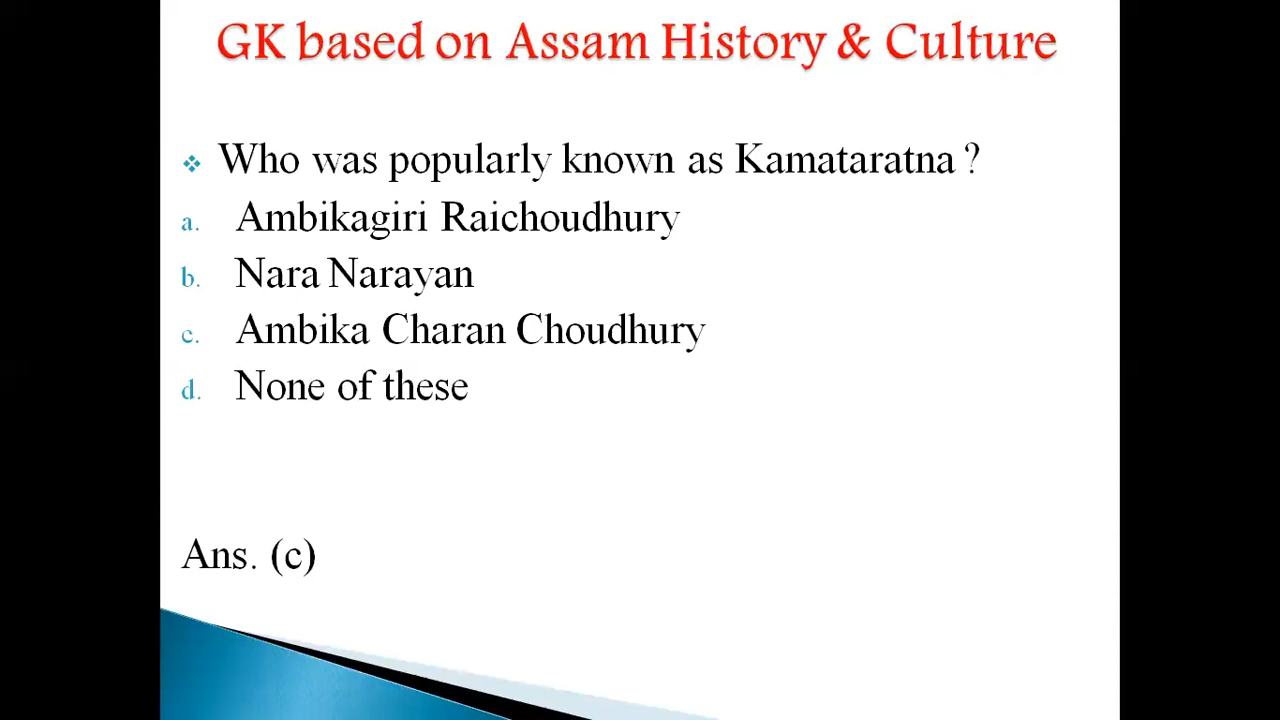 GK based on Assam History & Culture
❖ Who was popularly known as Kamataratna ?
a. Ambikagiri Raichoudhury
b. Nara Narayan
c. Ambika Charan Choudhury
d. None of these
Ans. (c)